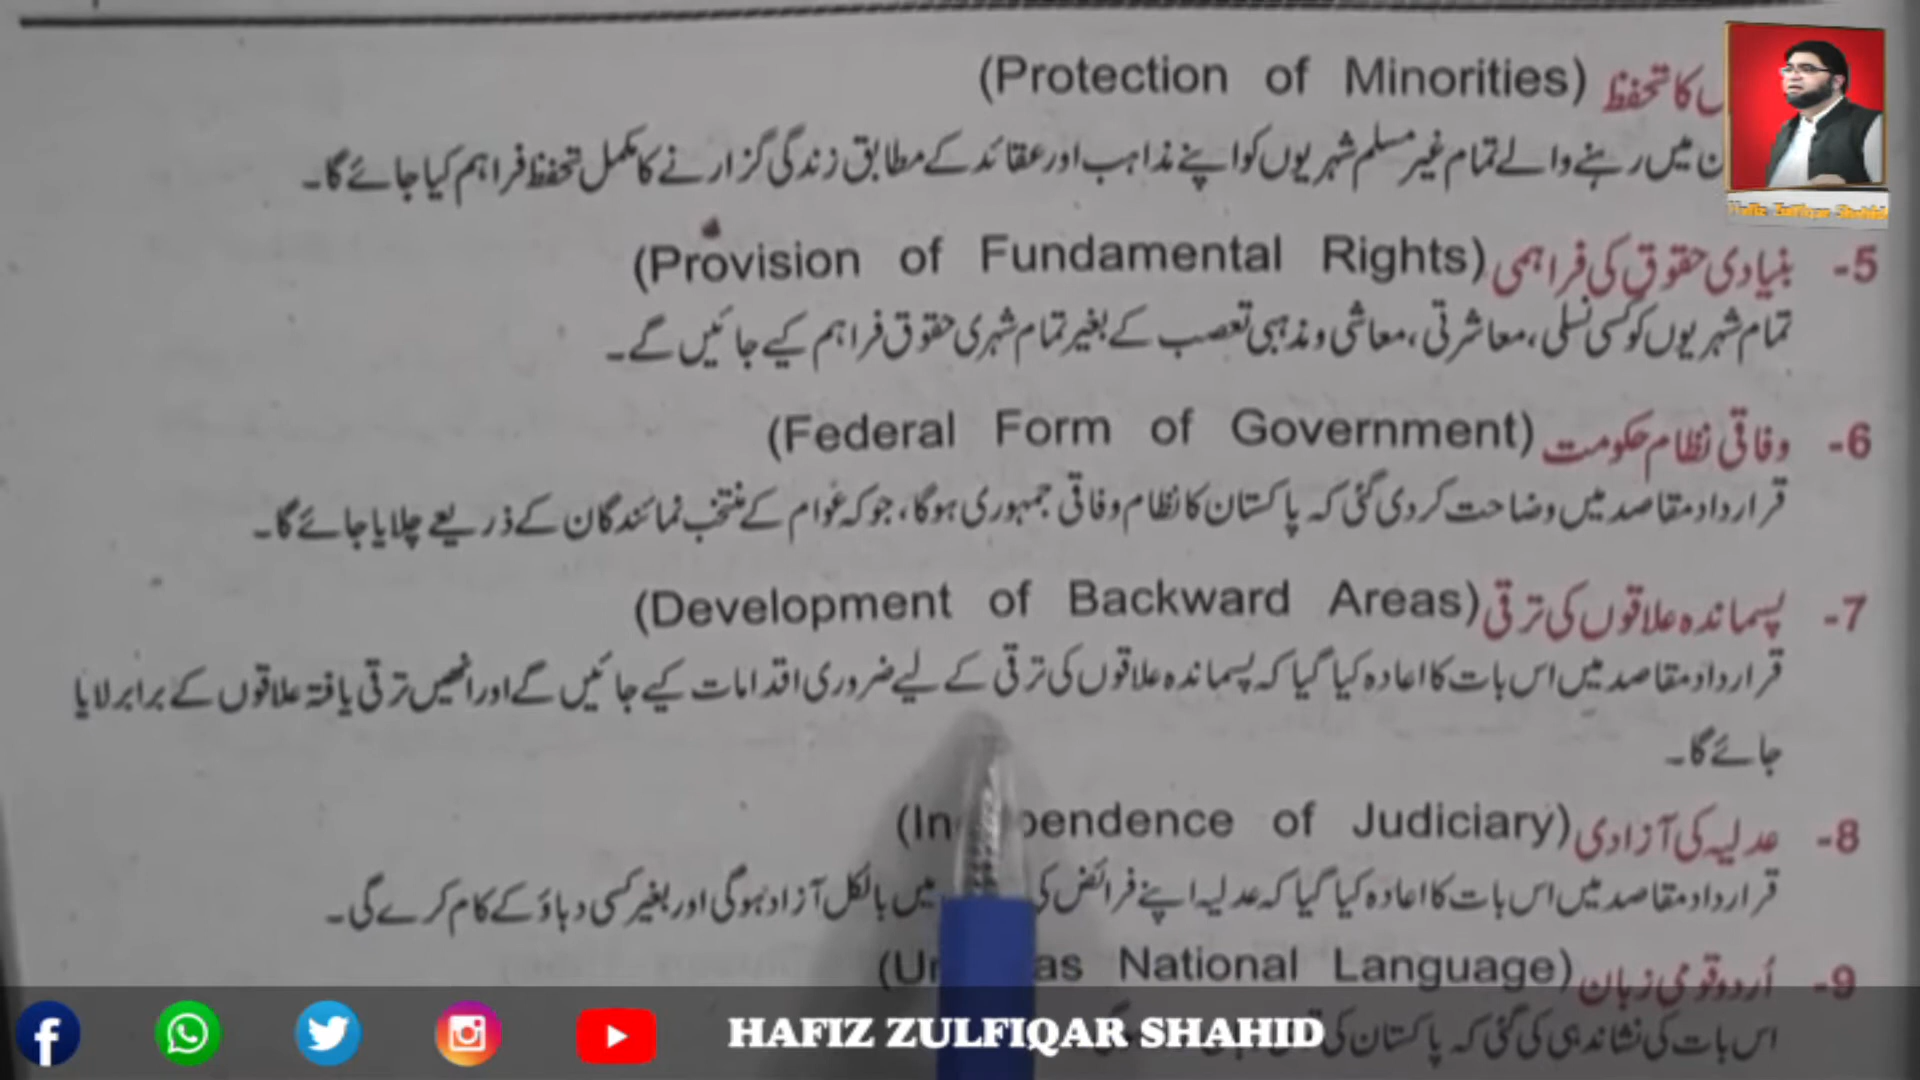 کا تحفظ (Protection of Minorities)
میں رہنے والے تمام غیر مسلم شہریوں کو اپنے مذاہب اور عقائد کے مطابق زندگی گزارنے کا مکمل تحفظ فراہم کیا جائے گا۔
5- بنیادی حقوق کی فراہمی (Provision of Fundamental Rights)
تمام شہریوں کو کسی نسلی، معاشرتی، معاشی و مذہبی تعصب کے بغیر تمام شہری حقوق فراہم کیے جائیں گے۔
6- وفاقی نظام حکومت (Federal Form of Government)
قرارداد مقاصد میں وضاحت کر دی گئی کہ پاکستان کا نظام وفاقی جمہوری ہوگا، جو کہ عوام کے منتخب نمائندگان کے ذریعے چلایا جائے گا۔
7- پسماندہ علاقوں کی ترقی (Development of Backward Areas)
قرارداد مقاصد میں اس بات کا اعادہ کیا گیا کہ پسماندہ علاقوں کی ترقی کے لیے ضروری اقدامات کیے جائیں گے اور انھیں ترقی یافتہ علاقوں کے برابر لایا
جائے گا۔
8- عدلیہ کی آزادی (In pendence of Judiciary)
قرارداد مقاصد میں اس بات کا اعادہ کیا گیا کہ عدلیہ اپنے فرائض کی میں بالکل آزاد ہوگی اور بغیر کسی دباؤ کے کام کرے گی۔
9- اُردو قومی زبان (Ur as National Language)
اس بات کی نشاندہی کی گئی کہ پاکستان کی
HAFIZ ZULFIQAR SHAHID
Hafiz Zulfiqar Shahid